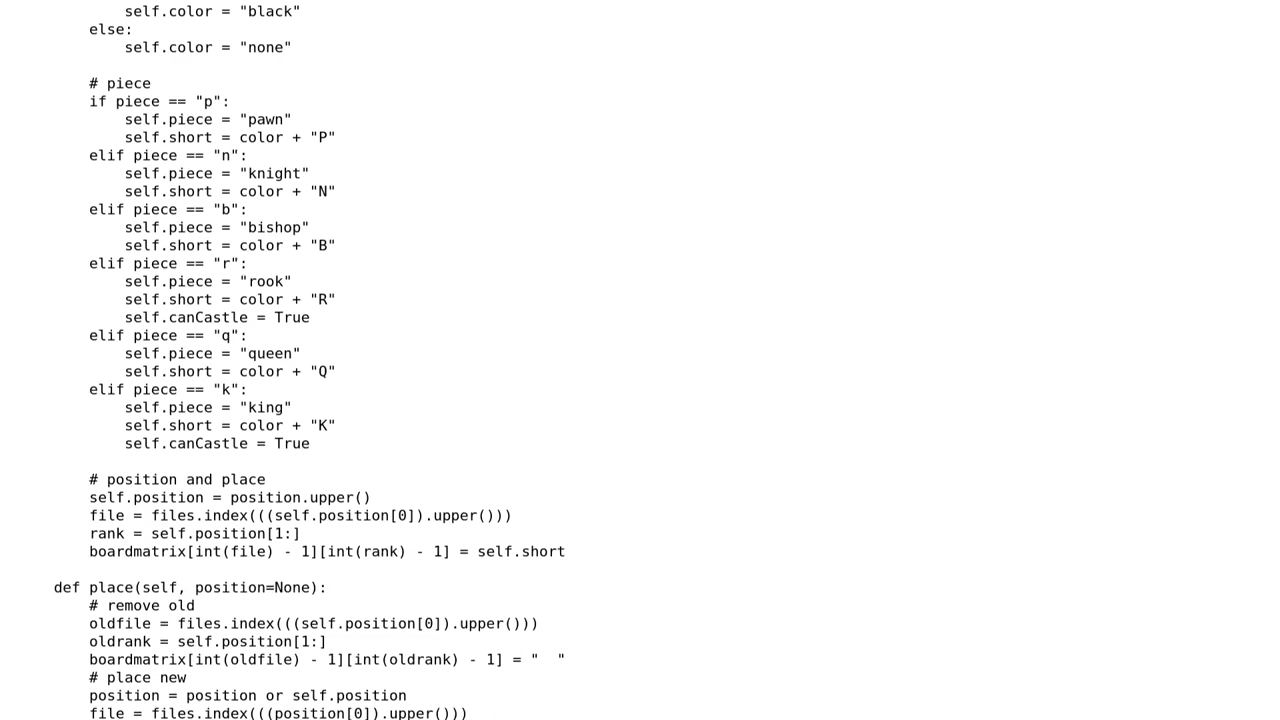 self.color = "black"
    else:
        self.color = "none"

    # piece
    if piece == "p":
        self.piece = "pawn"
        self.short = color + "P"
    elif piece == "n":
        self.piece = "knight"
        self.short = color + "N"
    elif piece == "b":
        self.piece = "bishop"
        self.short = color + "B"
    elif piece == "r":
        self.piece = "rook"
        self.short = color + "R"
        self.canCastle = True
    elif piece == "q":
        self.piece = "queen"
        self.short = color + "Q"
    elif piece == "k":
        self.piece = "king"
        self.short = color + "K"
        self.canCastle = True

    # position and place
    self.position = position.upper()
    file = files.index(((self.position[0]).upper()))
    rank = self.position[1:]
    boardmatrix[int(file) - 1][int(rank) - 1] = self.short

def place(self, position=None):
    # remove old
    oldfile = files.index(((self.position[0]).upper()))
    oldrank = self.position[1:]
    boardmatrix[int(oldfile) - 1][int(oldrank) - 1] = "  "
    # place new
    position = position or self.position
    file = files.index(((position[0]).upper()))